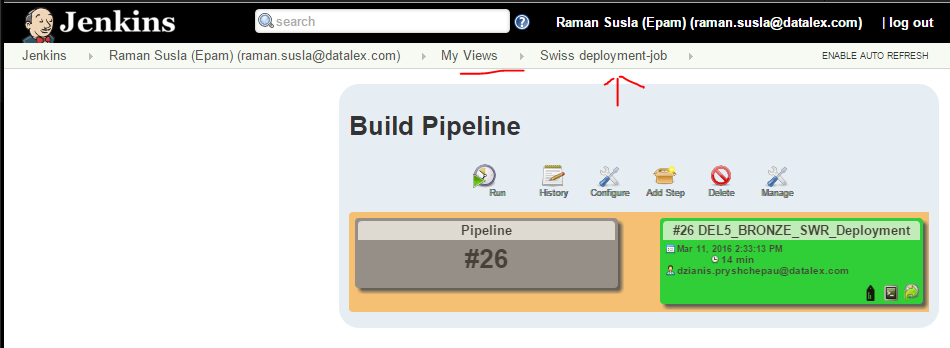 Jenkins
search
Raman Susla (Epam) (raman.susla@datalex.com)
| log out
Jenkins
Raman Susla (Epam) (raman.susla@datalex.com)
My Views
Swiss deployment-job
ENABLE AUTO REFRESH
Build Pipeline
Run
History
Configure
Add Step
Delete
Manage
Pipeline
#26
#26 DEL5_BRONZE_SWR_Deployment
Mar 11, 2016 2:33:13 PM
14 min
dzianis.pryshchepau@datalex.com